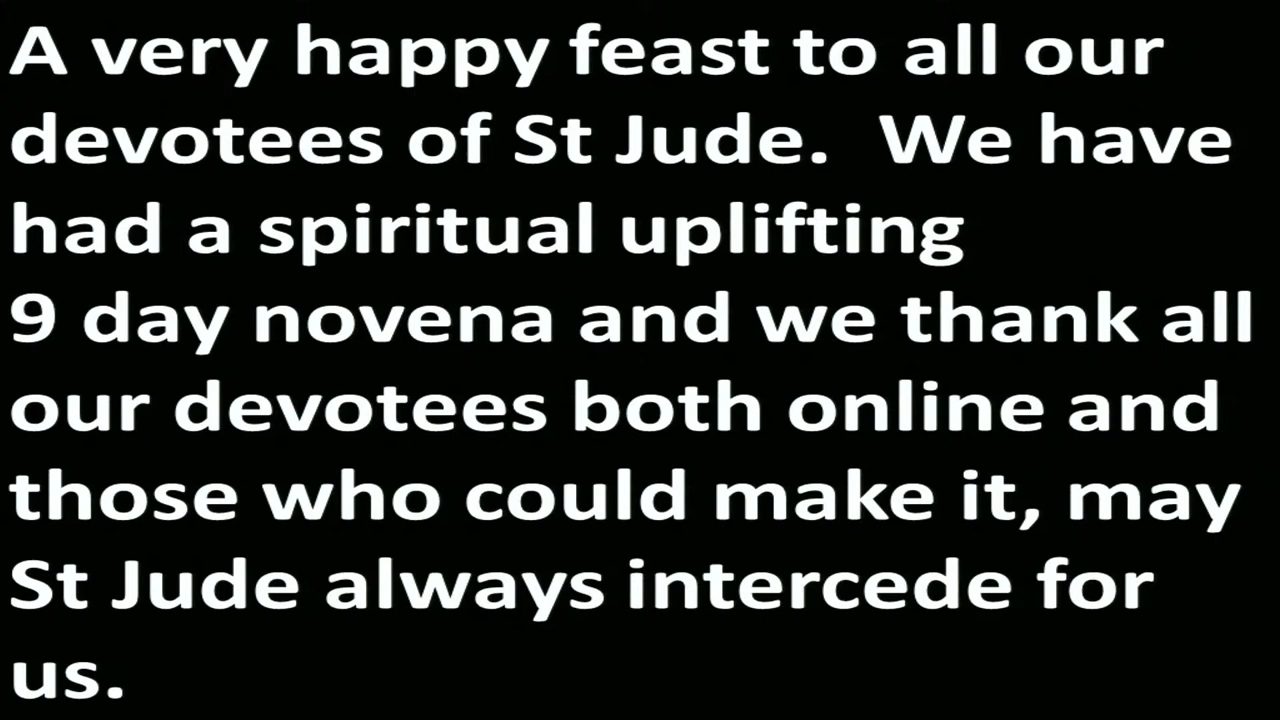 A very happy feast to all our
devotees of St Jude.  We have
had a spiritual uplifting
9 day novena and we thank all
our devotees both online and
those who could make it, may
St Jude always intercede for
us.